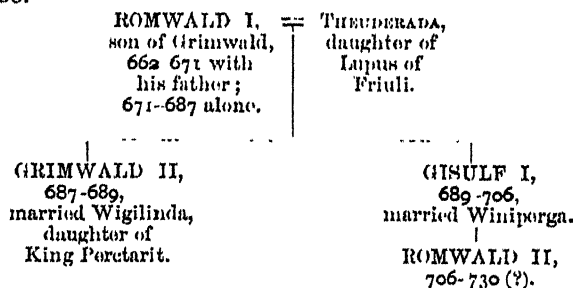 ROMWALD I, = THEUDERADA,
son of Grimwald, daughter of
662 671 with Lupus of
his father; Friuli.
671-687 alone.
GRIMWALD II, GISULF I,
687-689, 689-706,
married Wigilinda, married Winiperga.
daughter of
King Perctarit. ROMWALD II,
706-730 (?).